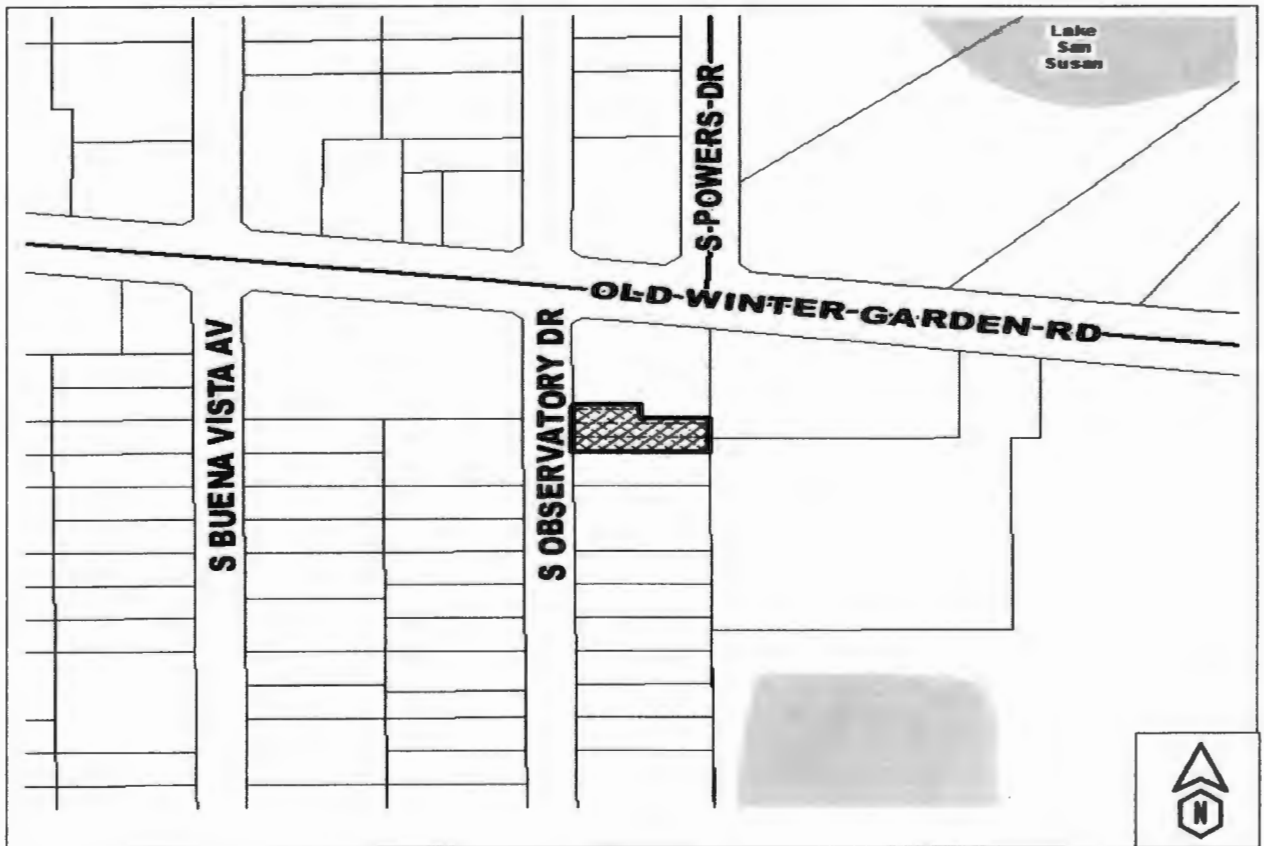 Lake
San
Susan
S-POWERS-DR
OLD-WINTER-GARDEN-RD
S BUENA VISTA AV
S OBSERVATORY DR
N